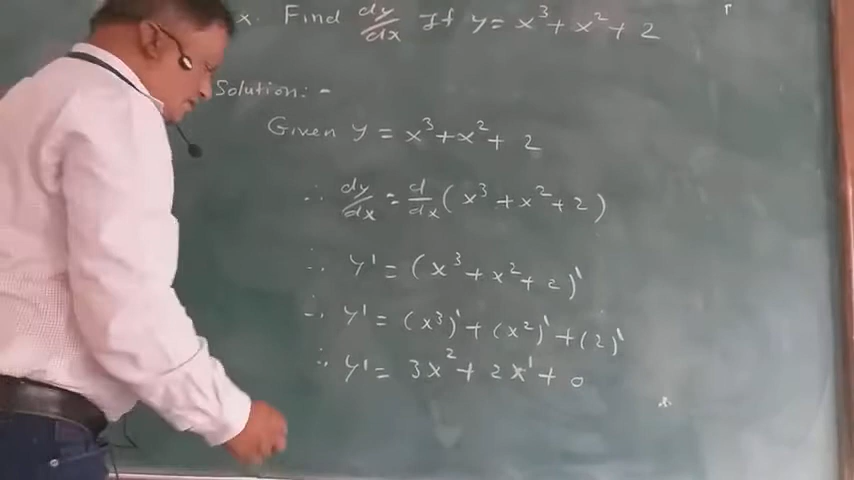 x. Find dy/dx If y = x³ + x² + 2
Solution: -
Given y = x³ + x² + 2
∴ dy/dx = d/dx (x³ + x² + 2)
∴ y' = (x³ + x² + 2)'
∴ y' = (x³)' + (x²)' + (2)'
∴ y' = 3x² + 2x¹ + 0